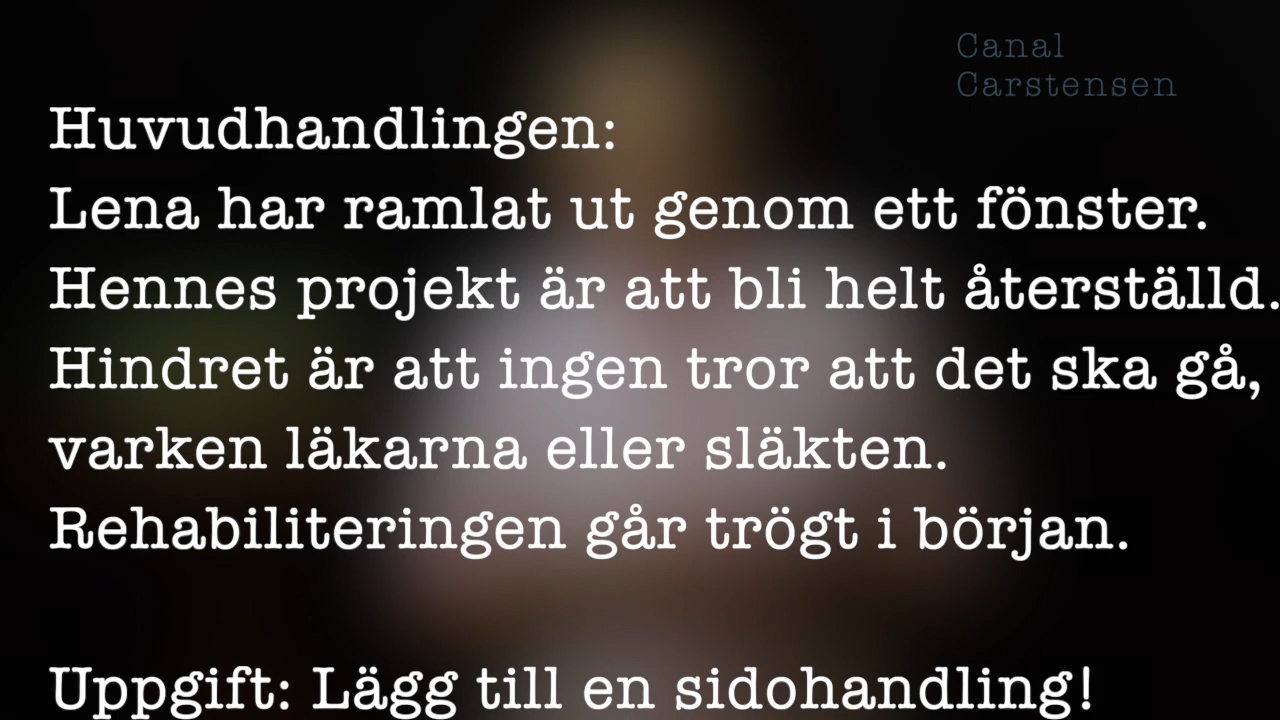 Canal
Carstensen
Huvudhandlingen:
Lena har ramlat ut genom ett fönster.
Hennes projekt är att bli helt återställd.
Hindret är att ingen tror att det ska gå,
varken läkarna eller släkten.
Rehabiliteringen går trögt i början.
Uppgift: Lägg till en sidohandling!